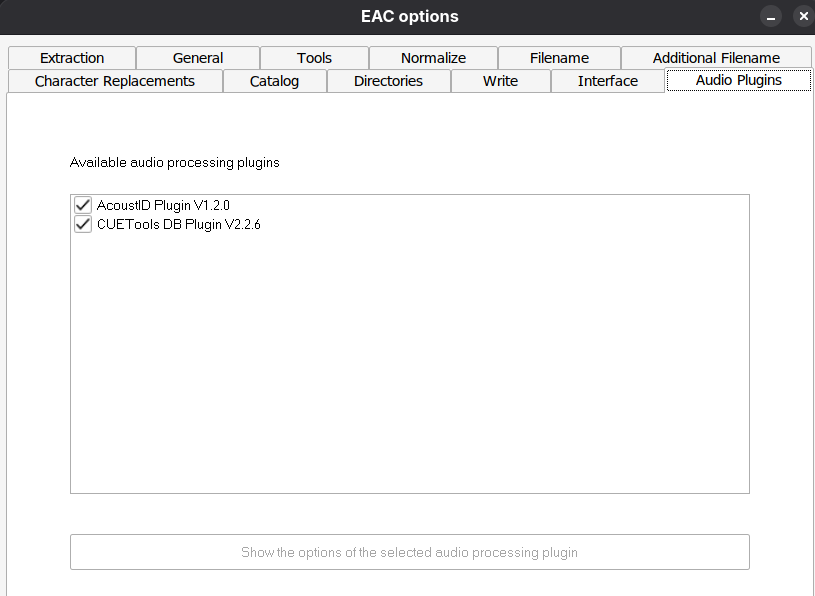 EAC options
Extraction General Tools Normalize Filename Additional Filename
Character Replacements Catalog Directories Write Interface Audio Plugins
Available audio processing plugins
AcoustID Plugin V1.2.0
CUETools DB Plugin V2.2.6
Show the options of the selected audio processing plugin